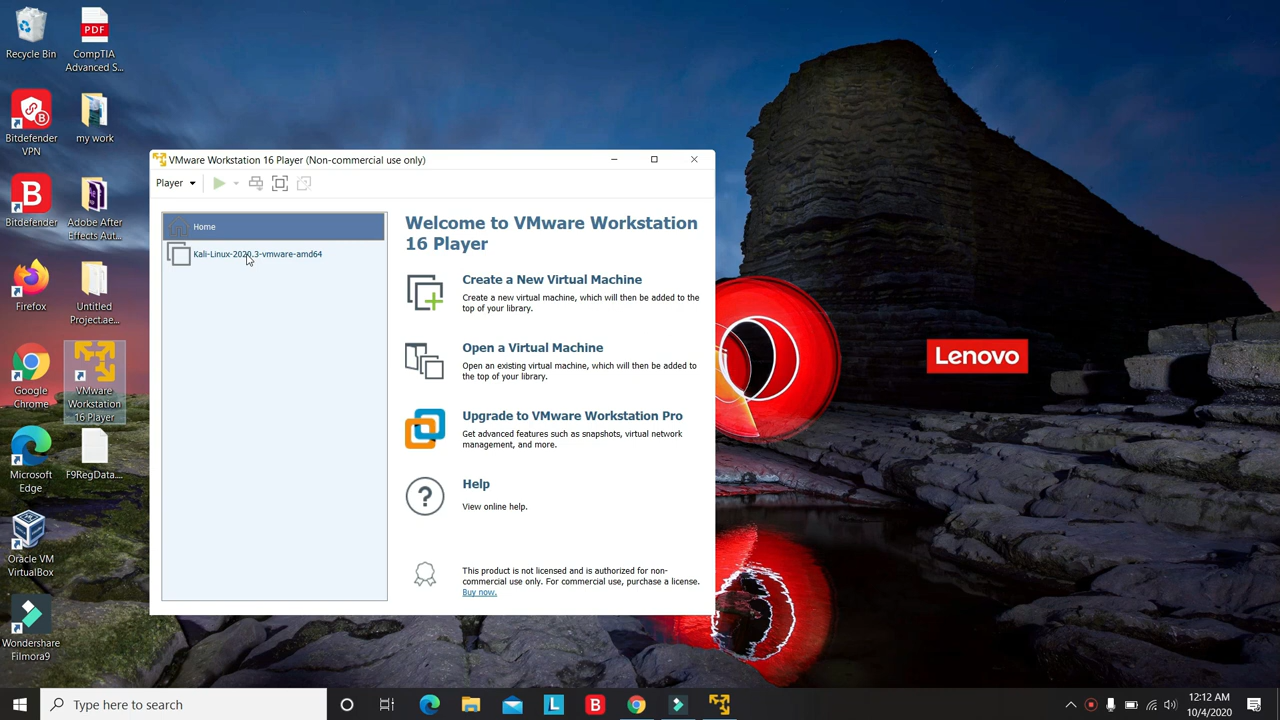 Recycle Bin
PDF
CompTIA
Advanced S...
Bitdefender
VPN
my work
B
Bitdefender
Adobe After
Effects Aut...
Firefox
Untitled
Project.ae...
Google
Chrome
VMware
Workstation
16 Player
Microsoft
Edge
F9RegData....
Oracle VM
VirtualBox
Wondershare
Filmora9
VMware Workstation 16 Player (Non-commercial use only)
Player
Home
Kali-Linux-2020.3-vmware-amd64
Welcome to VMware Workstation
16 Player
Create a New Virtual Machine
Create a new virtual machine, which will then be added to the
top of your library.
Open a Virtual Machine
Open an existing virtual machine, which will then be added to
the top of your library.
Upgrade to VMware Workstation Pro
Get advanced features such as snapshots, virtual network
management, and more.
Help
View online help.
This product is not licensed and is authorized for non-
commercial use only. For commercial use, purchase a license.
Buy now.
Lenovo
Type here to search
L
B
12:12 AM
10/4/2020